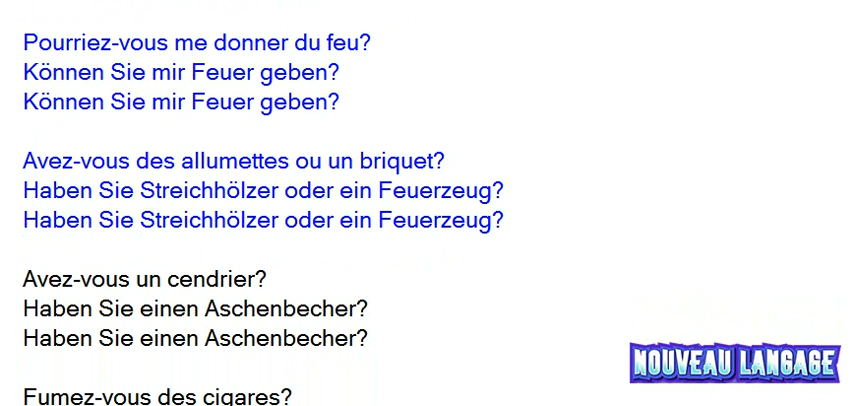 Pourriez-vous me donner du feu?
Können Sie mir Feuer geben?
Können Sie mir Feuer geben?
Avez-vous des allumettes ou un briquet?
Haben Sie Streichhölzer oder ein Feuerzeug?
Haben Sie Streichhölzer oder ein Feuerzeug?
Avez-vous un cendrier?
Haben Sie einen Aschenbecher?
Haben Sie einen Aschenbecher?
NOUVEAU LANGAGE
Fumez-vous des cigares?